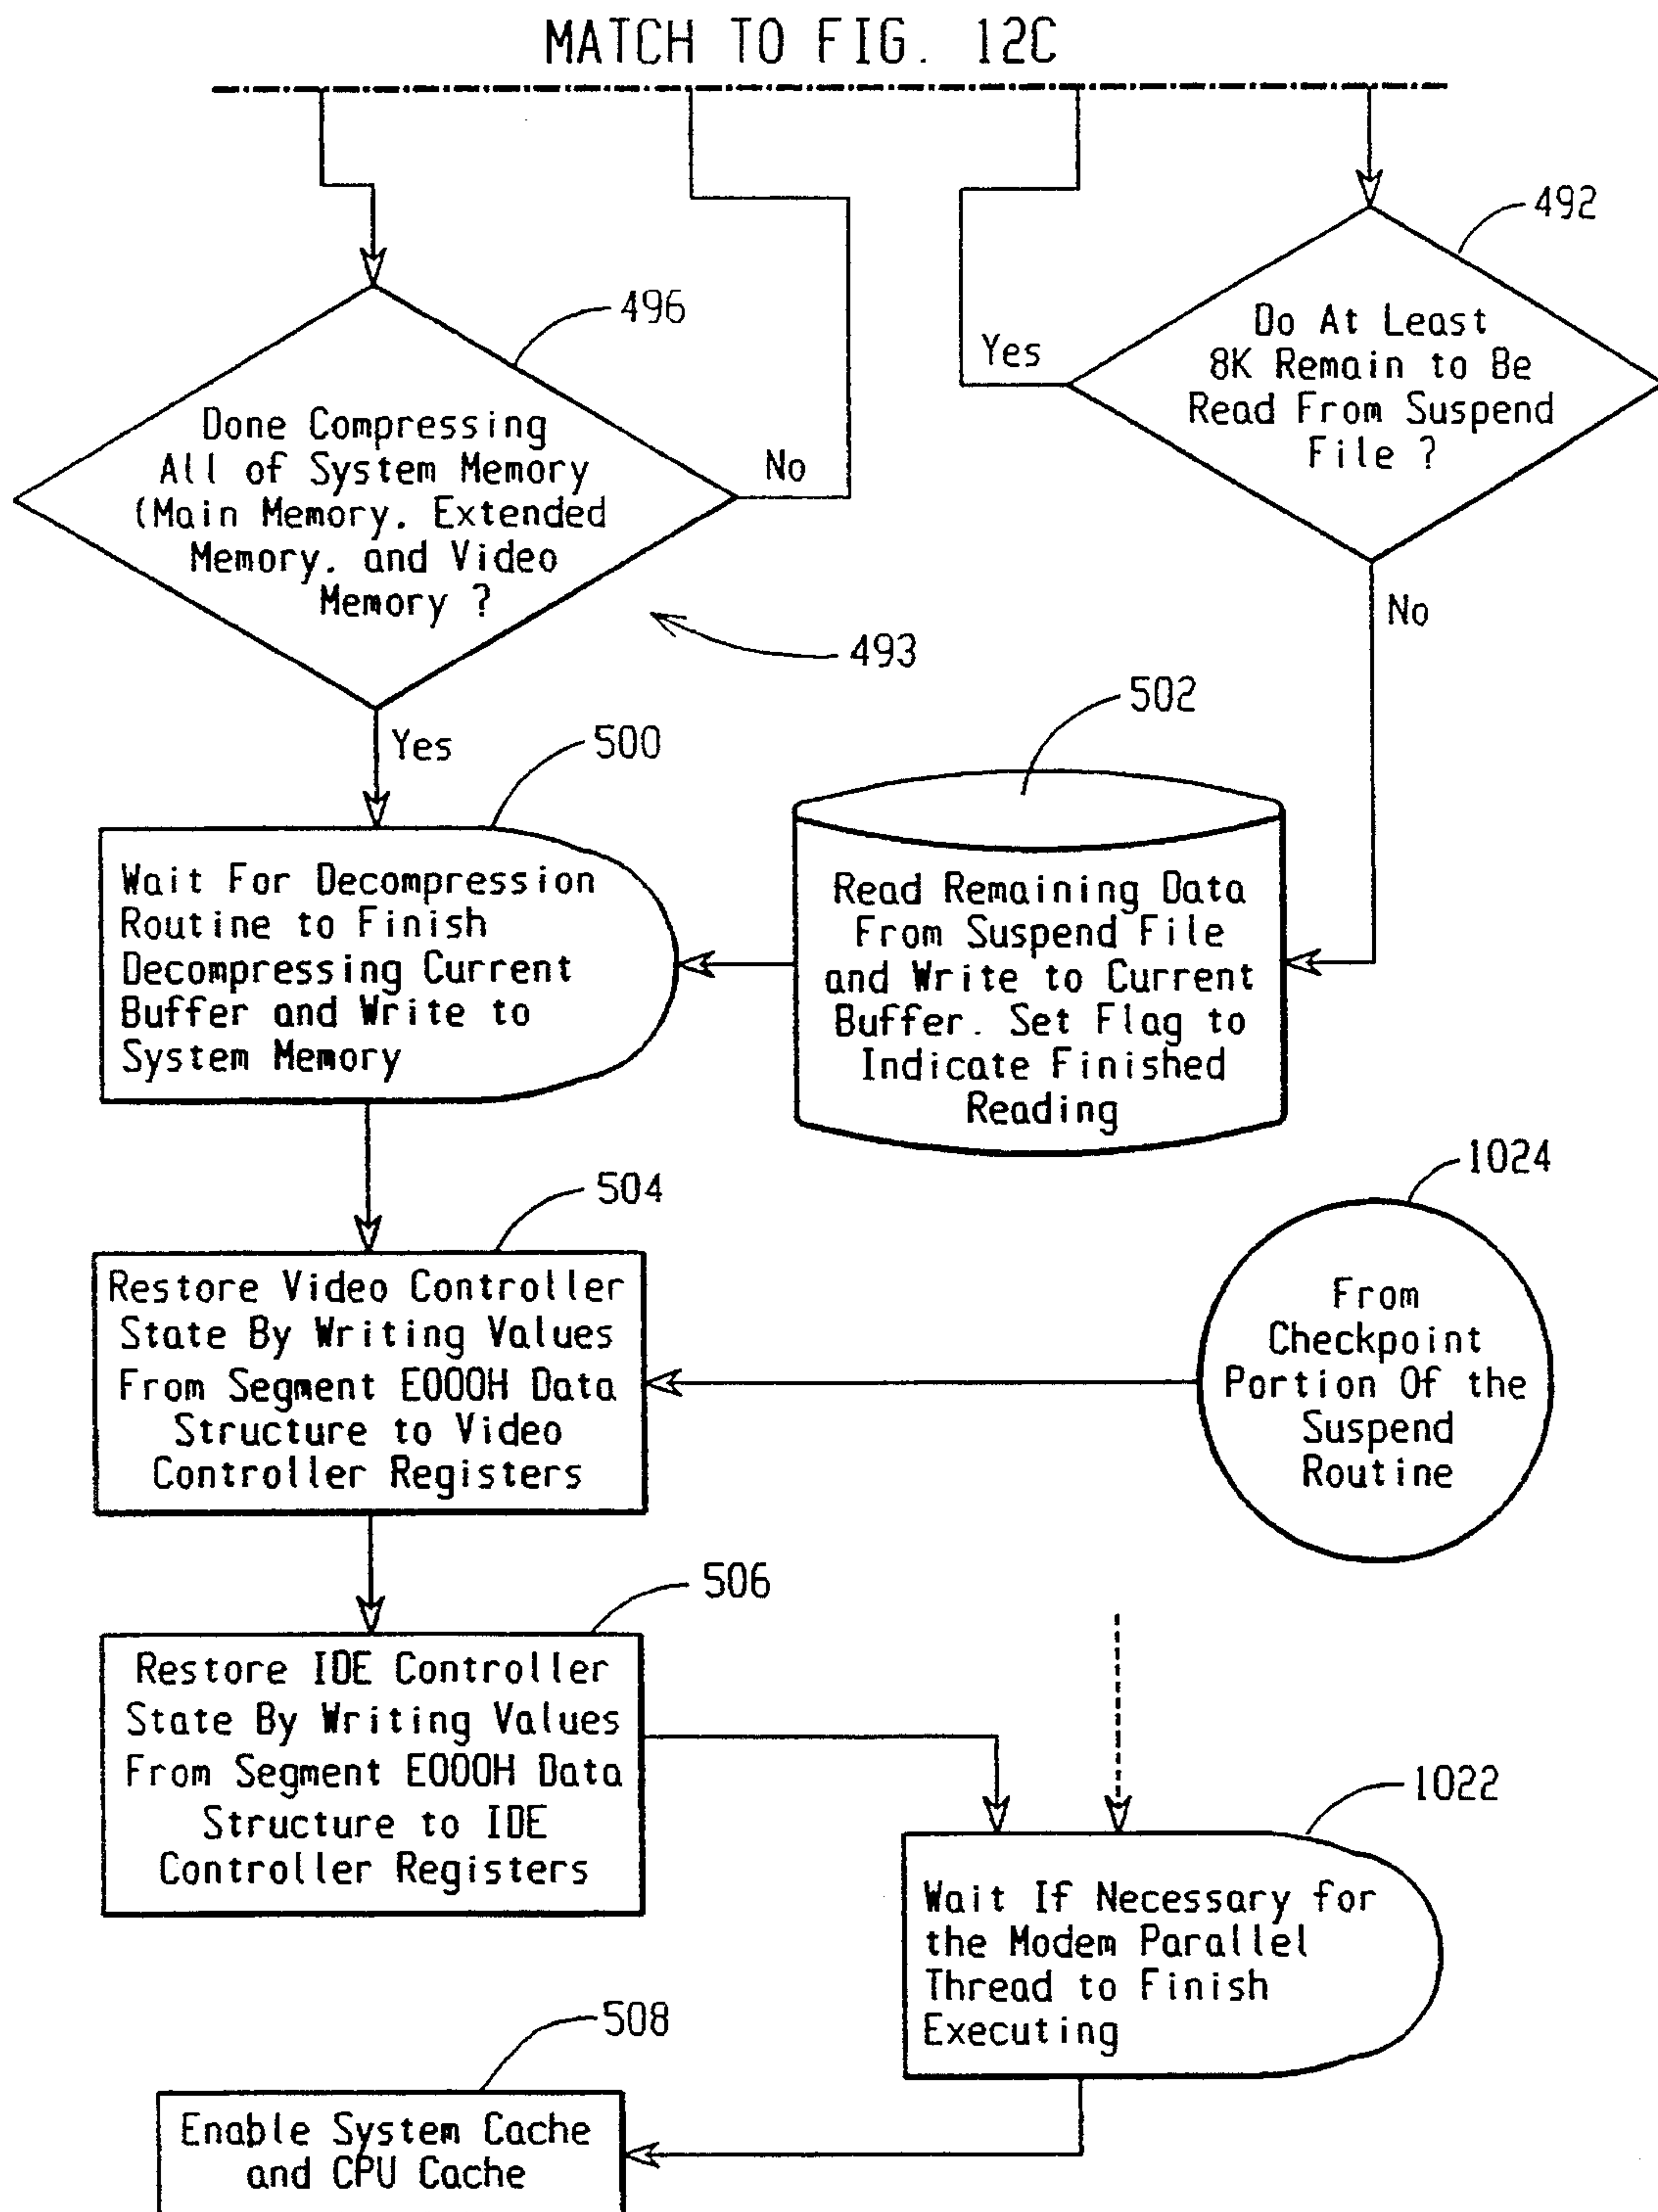 MATCH TO FIG. 12C
492
496
Do At Least
8K Remain to Be
Read From Suspend
File ?
Yes
Done Compressing
All of System Memory
(Main Memory, Extended
Memory, and Video
Memory ?
No
No
493
502
Yes
500
Wait For Decompression
Routine to Finish
Decompressing Current
Buffer and Write to
System Memory
Read Remaining Data
From Suspend File
and Write to Current
Buffer. Set Flag to
Indicate Finished
Reading
1024
504
Restore Video Controller
State By Writing Values
From Segment E000H Data
Structure to Video
Controller Registers
From
Checkpoint
Portion Of the
Suspend
Routine
506
Restore IDE Controller
State By Writing Values
From Segment E000H Data
Structure to IDE
Controller Registers
1022
Wait If Necessary for
the Modem Parallel
Thread to Finish
Executing
508
Enable System Cache
and CPU Cache